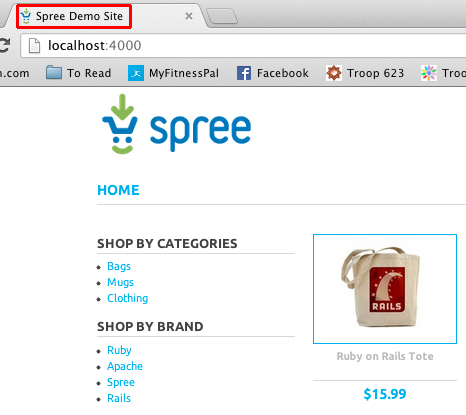 Spree Demo Site
localhost:4000
n.com To Read MyFitnessPal Facebook Troop 623 Troo
spree
HOME
SHOP BY CATEGORIES
Bags
Mugs
Clothing
SHOP BY BRAND
Ruby
Apache
Spree
Rails
RAILS
Ruby on Rails Tote
$15.99